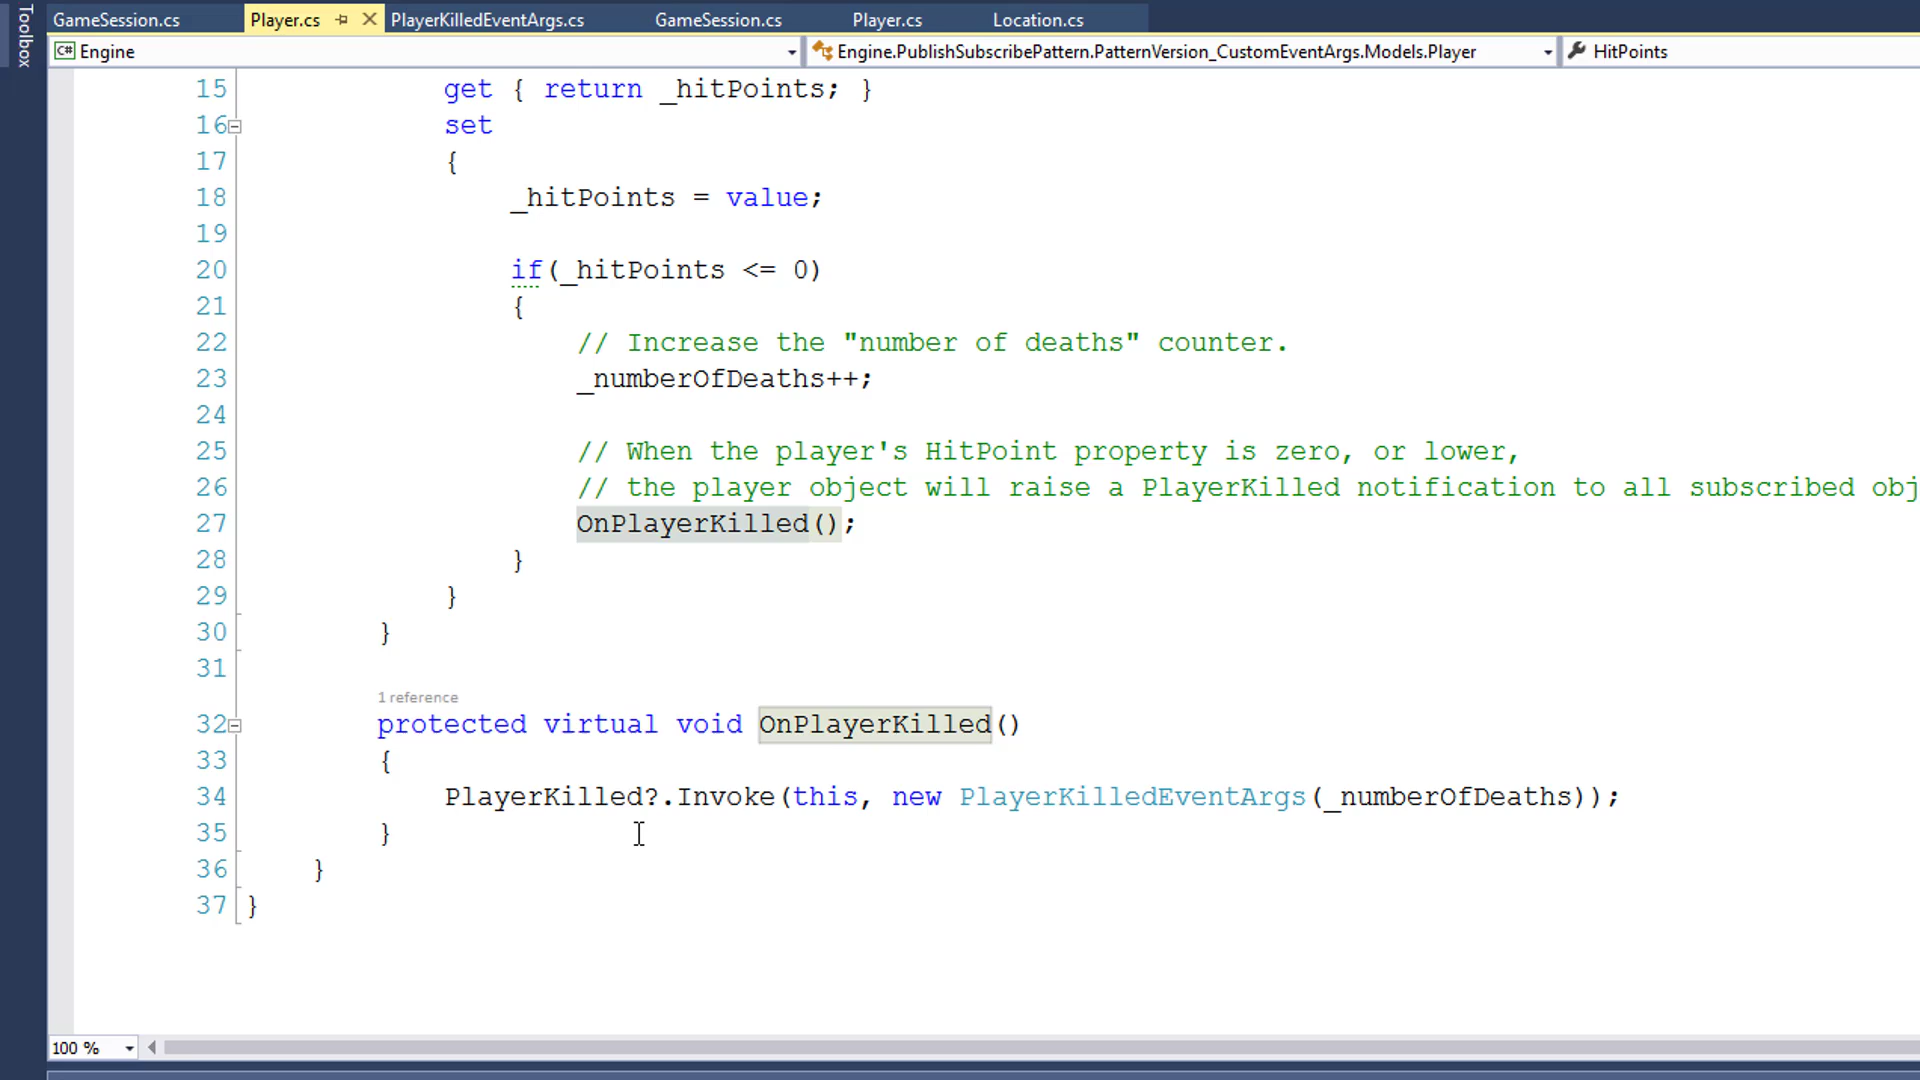 Toolbox
GameSession.cs Player.cs PlayerKilledEventArgs.cs GameSession.cs Player.cs Location.cs
C# Engine Engine.PublishSubscribePattern.PatternVersion_CustomEventArgs.Models.Player HitPoints
15 get { return _hitPoints; }
16 set
17 {
18 _hitPoints = value;
19
20 if(_hitPoints <= 0)
21 {
22 // Increase the "number of deaths" counter.
23 _numberOfDeaths++;
24
25 // When the player's HitPoint property is zero, or lower,
26 // the player object will raise a PlayerKilled notification to all subscribed obj
27 OnPlayerKilled();
28 }
29 }
30 }
31
1 reference
32 protected virtual void OnPlayerKilled()
33 {
34 PlayerKilled?.Invoke(this, new PlayerKilledEventArgs(_numberOfDeaths));
35 }
36 }
37 }
100 %